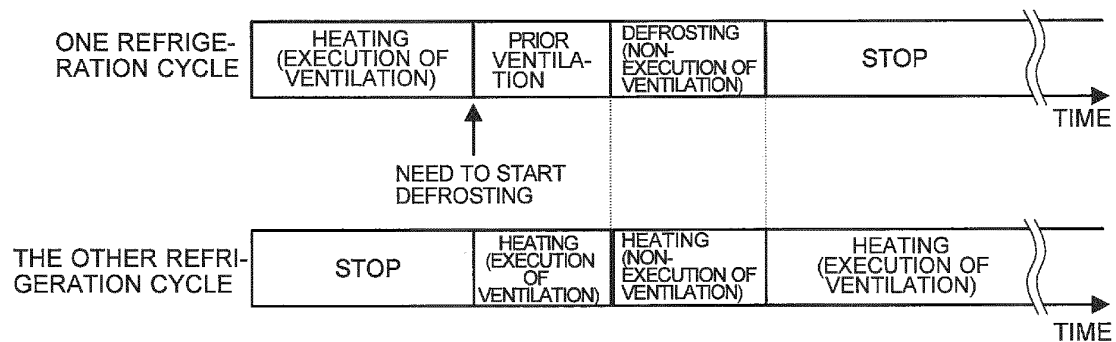 ONE REFRIGE-
RATION CYCLE
HEATING
(EXECUTION OF
VENTILATION)
PRIOR
VENTILA-
TION
DEFROSTING
(NON-
EXECUTION OF
VENTILATION)
STOP
TIME
NEED TO START
DEFROSTING
THE OTHER REFRI-
GERATION CYCLE
STOP
HEATING
(EXECUTION
OF
VENTILATION)
HEATING
(NON-
EXECUTION OF
VENTILATION)
HEATING
(EXECUTION OF
VENTILATION)
TIME